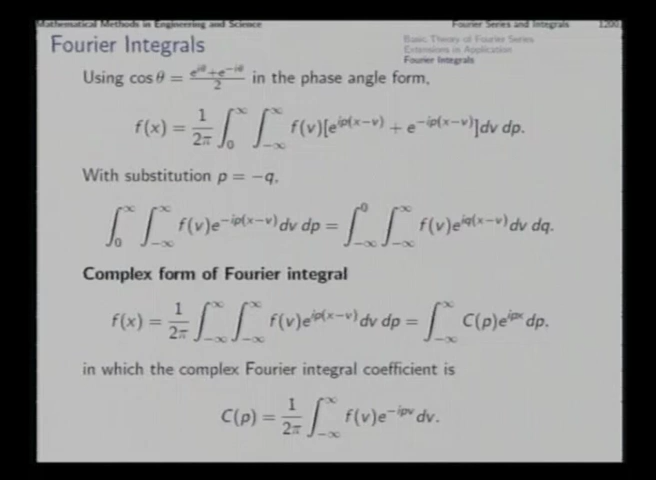 Mathematical Methods in Engineering and Science Fourier Series and Integrals 1200,
Fourier Integrals
Basic Theory of Fourier Series
Extensions in Application
Fourier Integrals
Using cos θ = (e^{iθ}+e^{−iθ})/2 in the phase angle form,
f(x) = 1/2π ∫_0^∞ ∫_{−∞}^∞ f(v)[e^{ip(x−v)} + e^{−ip(x−v)}]dv dp.
With substitution p = −q,
∫_0^∞ ∫_{−∞}^∞ f(v)e^{−ip(x−v)}dv dp = ∫_{−∞}^0 ∫_{−∞}^∞ f(v)e^{iq(x−v)}dv dq.
Complex form of Fourier integral
f(x) = 1/2π ∫_{−∞}^∞ ∫_{−∞}^∞ f(v)e^{ip(x−v)}dv dp = ∫_{−∞}^∞ C(p)e^{ipx}dp,
in which the complex Fourier integral coefficient is
C(p) = 1/2π ∫_{−∞}^∞ f(v)e^{−ipv}dv.